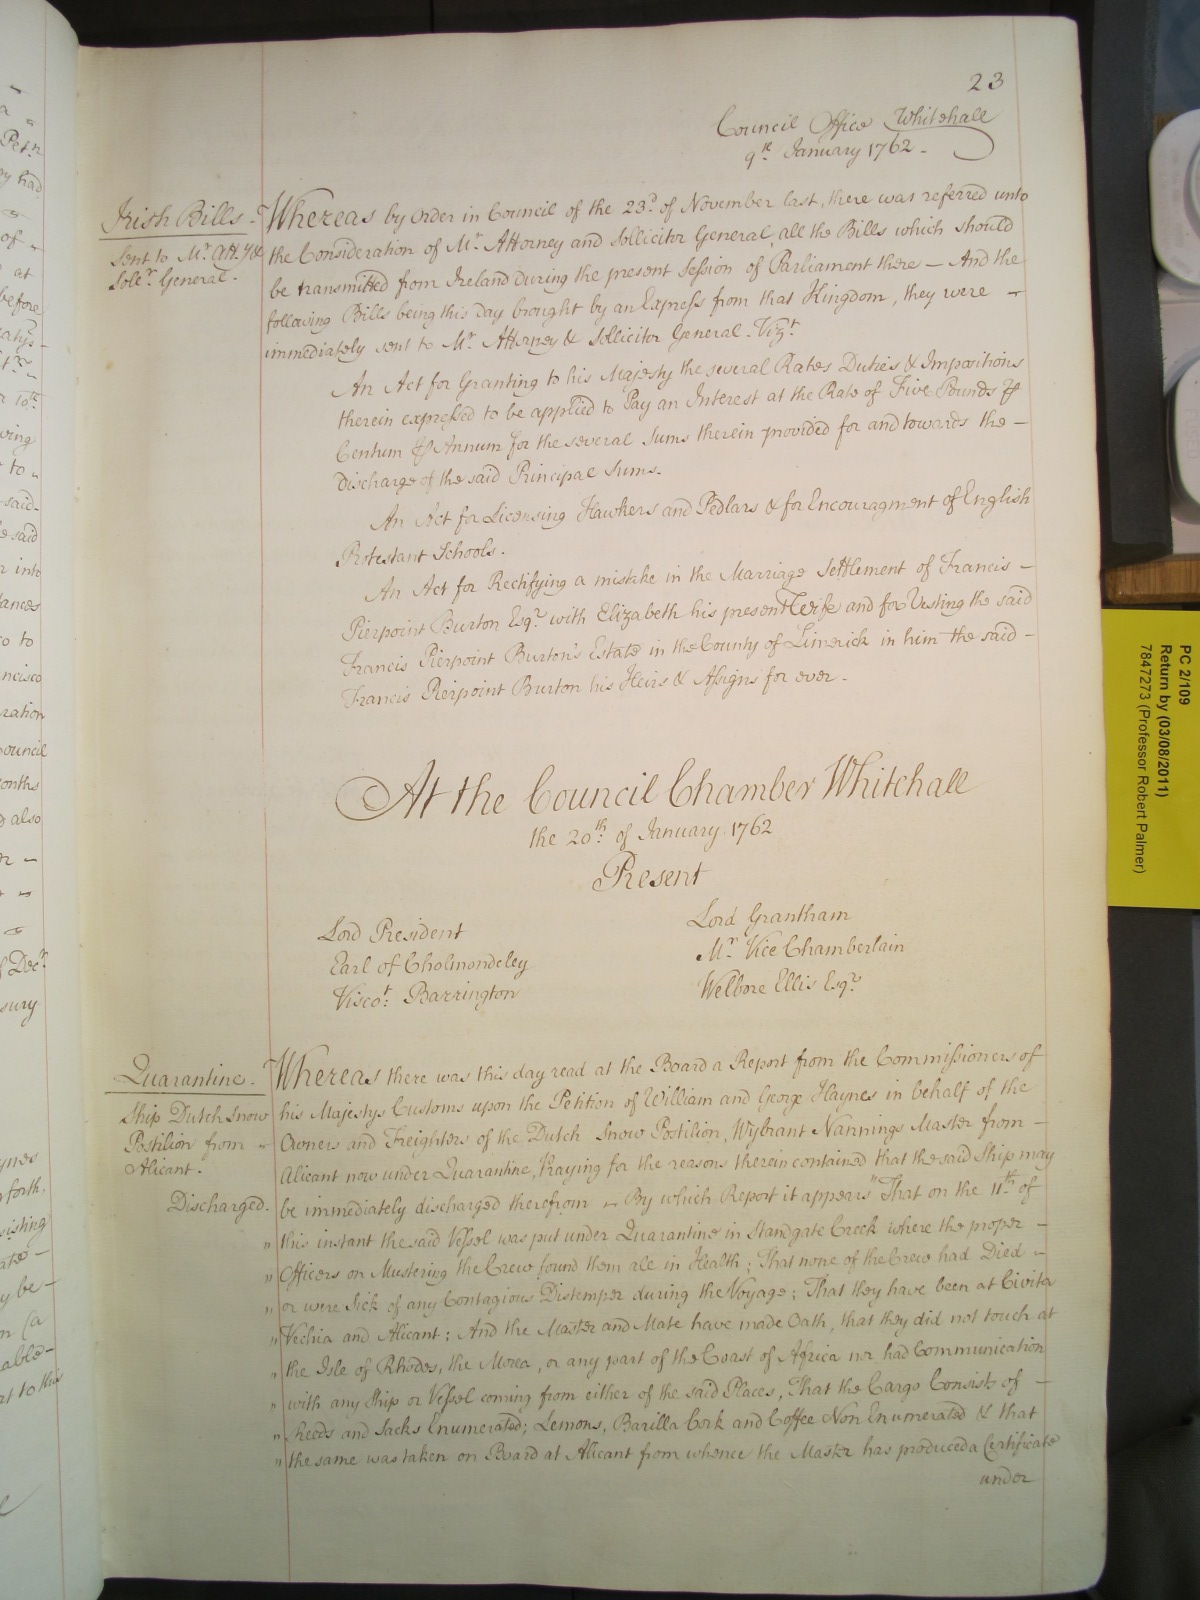 23
Council Office Whitehall
9th January 1762 -
Irish Bills -
sent to Mr Att.y &
Solr. General.
Whereas by Order in Council of the 23d of November last, there was referred unto
the Consideration of Mr Attorney and Sollicitor General, all the Bills which should
be transmitted from Ireland During the present Session of Parliament there - And the
following Bills being this Day brought by an Express from that Kingdom, they were -
immediately sent to Mr Attorney & Sollicitor General - Vizt
An Act for Granting to his Majesty the several Rates Duties & Impositions
therein expressed to be applied to Pay an Interest at the Rate of Five Pounds ⅌
Centum ⅌ Annum for the several Sums therein provided for and towards the -
Discharge of the said Principal Sums.
An Act for Licensing Hawkers and Pedlars & for Encouragment of English
Protestant Schools.
An Act for Rectifying a mistake in the Marriage Settlement of Francis -
Pierpoint Burton Esqr with Elizabeth his present Wife and for Vesting the said
Francis Pierpoint Burton's Estate in the County of Limerick in him the said -
Francis Pierpoint Burton his Heirs & Assigns for ever.
At the Council Chamber Whitehall
the 20th of January 1762
Present
Lord President
Earl of Cholmondeley
Viscot: Barrington
Lord Grantham
Mr Vice Chamberlain
Welbore Ellis Esqr
Quarantine -
Ship Dutch Snow
Postilion from
Alicant.
Discharged.
Whereas there was this day read at the Board a Report from the Commissioners of
his Majestys Customs upon the Petition of William and George Haynes in behalf of the
Owners and Freighters of the Dutch Snow Postilion, Wybrant Nannings Master from -
Alicant now under Quarantine, Praying for the reasons therein contained that the said Ship may
be immediately discharged therefrom - By which Report it appears "That on the 11th of
" this instant the said Vessel was put under Quarantine in Standgate Creek where the proper -
" Officers on Mustering the Crew found them all in Health; That none of the Crew had Died -
" or were Sick of any Contagious Distemper during the Voyage; That they have been at Civita
" Vechia and Alicant; And the Master and Mate have made Oath, that they did not touch at
" the Isle of Rhodes, the Morea, or any part of the Coast of Africa nor had Communication
" with any Ship or Vessel coming from either of the said Places, That the Cargo Consists of -
" Reeds and Sacks Enumerated; Lemons, Barilla Cork and Coffee Non Enumerated & that
" the same was taken on Board at Alicant from whence the Master has produced a Certificate
under
PC 2/109
Return by (03/08/2011)
7847273 (Professor Robert Palmer)